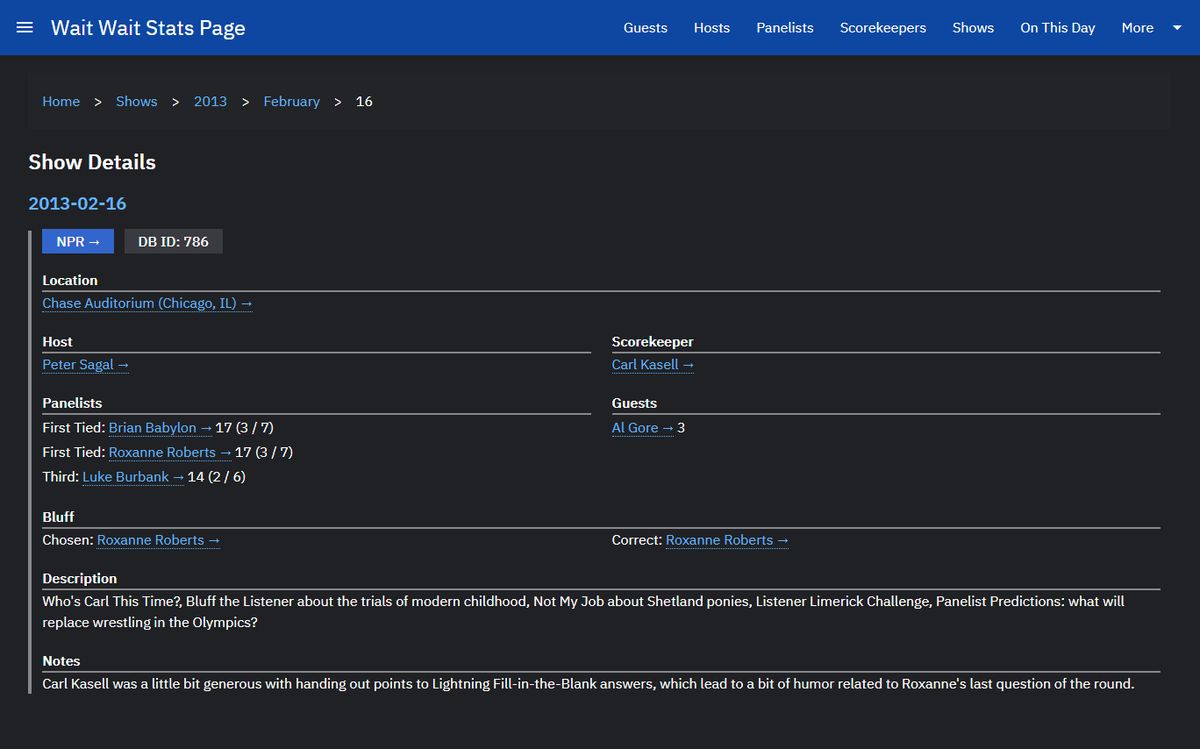 Wait Wait Stats Page
Guests Hosts Panelists Scorekeepers Shows On This Day More
Home > Shows > 2013 > February > 16
Show Details
2013-02-16
NPR → DB ID: 786
Location
Chase Auditorium (Chicago, IL) →
Host
Peter Sagal →
Scorekeeper
Carl Kasell →
Panelists
First Tied: Brian Babylon → 17 (3 / 7)
First Tied: Roxanne Roberts → 17 (3 / 7)
Third: Luke Burbank → 14 (2 / 6)
Guests
Al Gore → 3
Bluff
Chosen: Roxanne Roberts →
Correct: Roxanne Roberts →
Description
Who's Carl This Time?, Bluff the Listener about the trials of modern childhood, Not My Job about Shetland ponies, Listener Limerick Challenge, Panelist Predictions: what will
replace wrestling in the Olympics?
Notes
Carl Kasell was a little bit generous with handing out points to Lightning Fill-in-the-Blank answers, which lead to a bit of humor related to Roxanne's last question of the round.